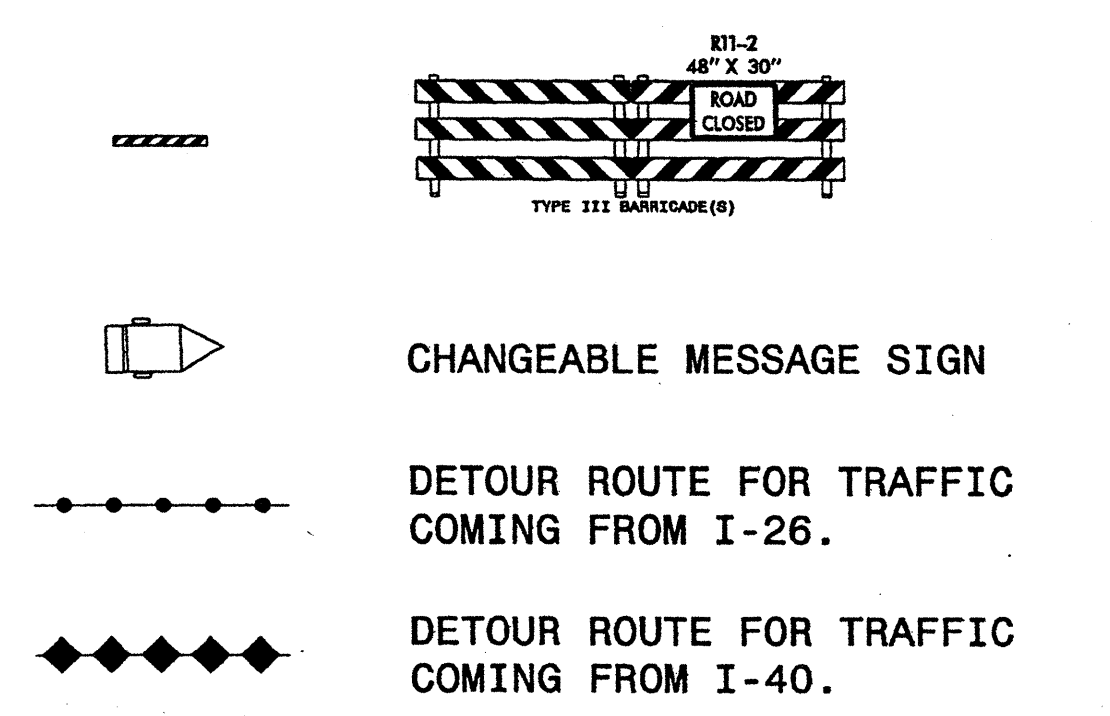 R11-2
48" X 30"
ROAD
CLOSED
TYPE III BARRICADE(S)
CHANGEABLE MESSAGE SIGN
DETOUR ROUTE FOR TRAFFIC
COMING FROM I-26.
DETOUR ROUTE FOR TRAFFIC
COMING FROM I-40.